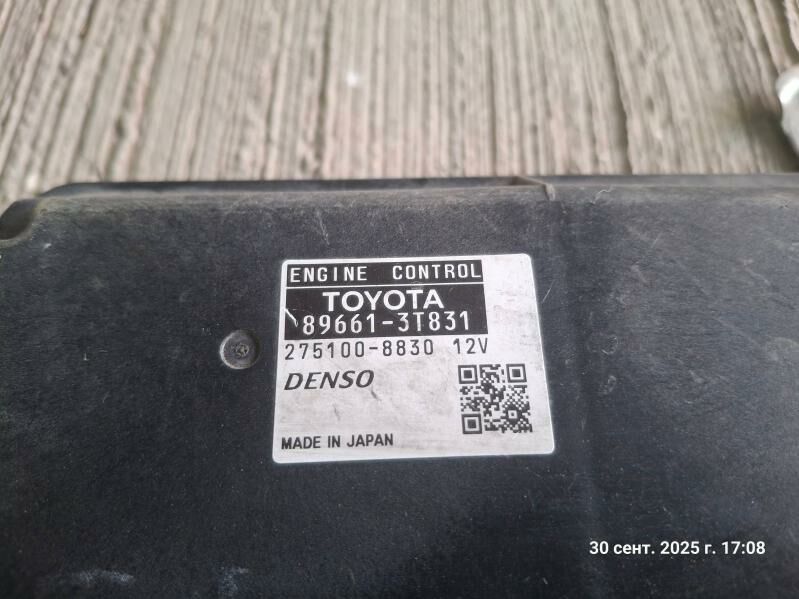 ENGINE CONTROL
TOYOTA
89661-3T831
275100-8830 12V
DENSO
MADE IN JAPAN
30 сент. 2025 г. 17:08